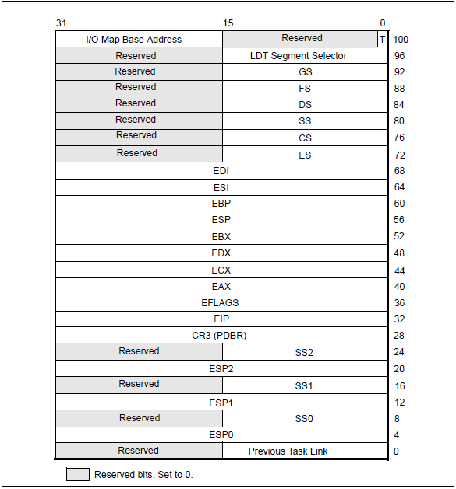 31 15 0
I/O Map Base Address Reserved T 100
Reserved LDT Segment Selector 96
Reserved GS 92
Reserved FS 88
Reserved DS 84
Reserved SS 80
Reserved CS 76
Reserved ES 72
EDI 68
ESI 64
EBP 60
ESP 56
EBX 52
EDX 48
ECX 44
EAX 40
EFLAGS 36
EIP 32
CR3 (PDBR) 28
Reserved SS2 24
ESP2 20
Reserved SS1 16
ESP1 12
Reserved SS0 8
ESP0 4
Reserved Previous Task Link 0
Reserved bits. Set to 0.